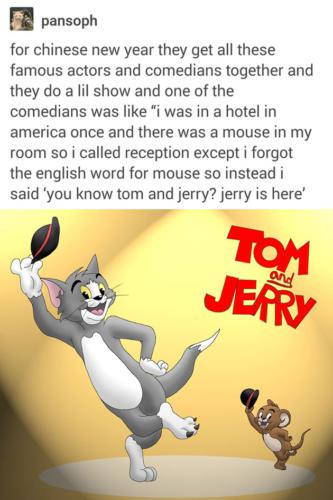 pansoph
for chinese new year they get all these
famous actors and comedians together and
they do a lil show and one of the
comedians was like “i was in a hotel in
america once and there was a mouse in my
room so i called reception except i forgot
the english word for mouse so instead i
said ‘you know tom and jerry? jerry is here’
TOM
and
JERRY